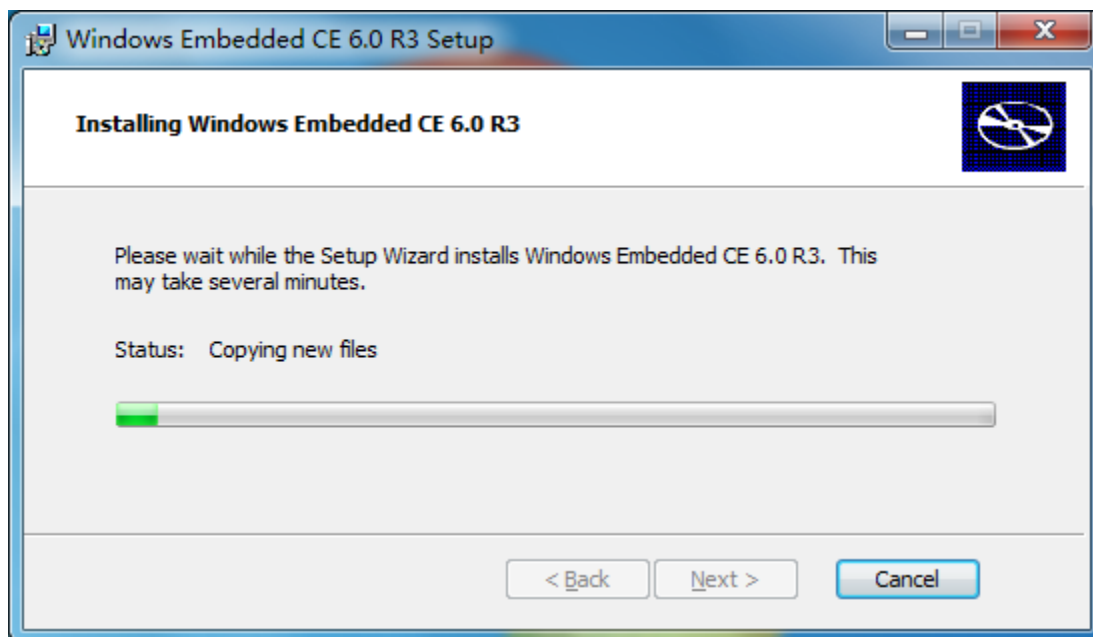 Windows Embedded CE 6.0 R3 Setup
Installing Windows Embedded CE 6.0 R3
Please wait while the Setup Wizard installs Windows Embedded CE 6.0 R3.  This
may take several minutes.
Status:   Copying new files
< Back   Next >   Cancel